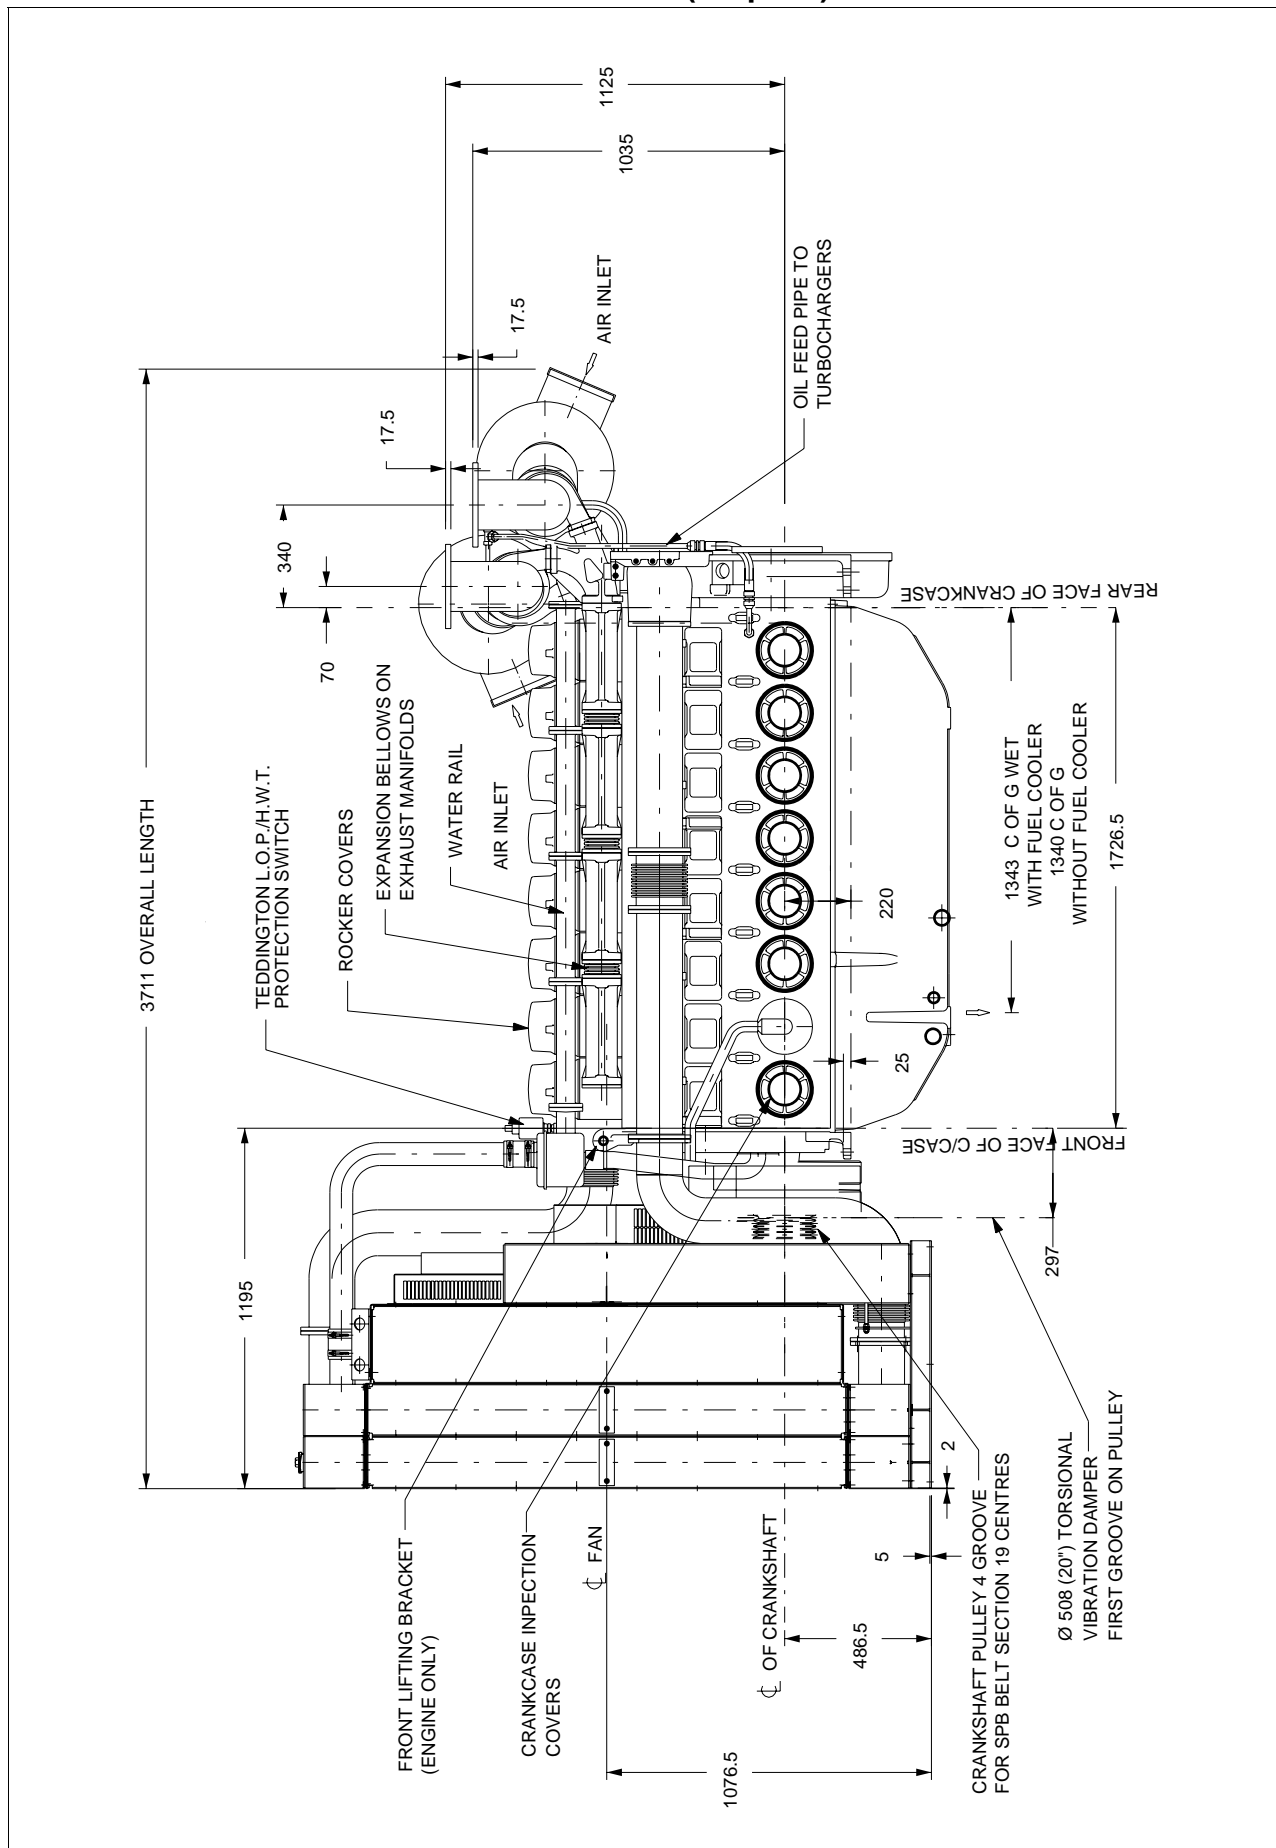 1125
1035
17.5
AIR INLET
17.5
340
70
OIL FEED PIPE TO
TURBOCHARGERS
3711 OVERALL LENGTH
TEDDINGTON L.O.P./H.W.T.
PROTECTION SWITCH
ROCKER COVERS
EXPANSION BELLOWS ON
EXHAUST MANIFOLDS
WATER RAIL
AIR INLET
REAR FACE OF CRANKCASE
1343 C OF G WET
WITH FUEL COOLER
1340 C OF G
WITHOUT FUEL COOLER
1726.5
220
25
FRONT FACE OF C/CASE
1195
297
2
5
FRONT LIFTING BRACKET
(ENGINE ONLY)
CRANKCASE INPECTION
COVERS
FAN
OF CRANKSHAFT
486.5
1076.5
CRANKSHAFT PULLEY 4 GROOVE
FOR SPB BELT SECTION 19 CENTRES
Ø 508 (20") TORSIONAL
VIBRATION DAMPER
FIRST GROOVE ON PULLEY